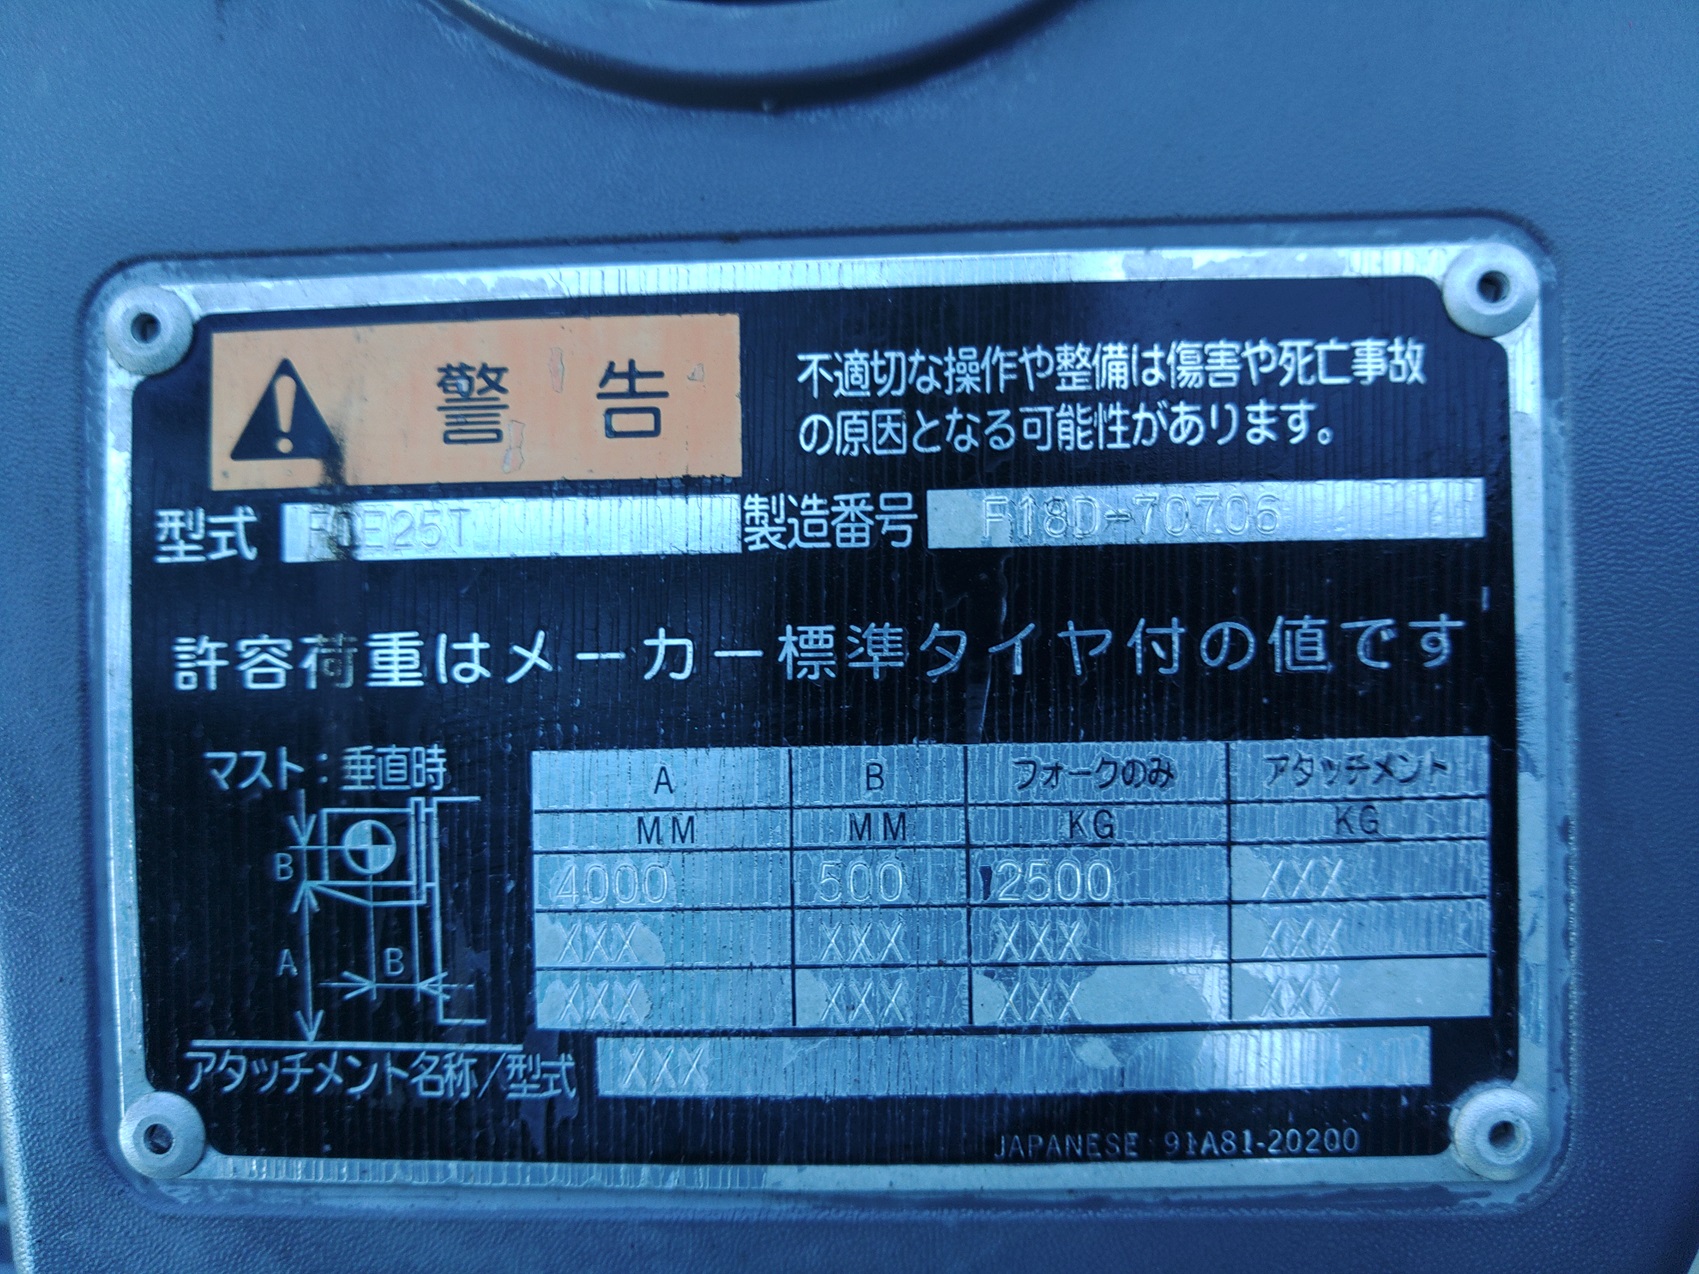 警告
不適切な操作や整備は傷害や死亡事故
の原因となる可能性があります。
型式 FGE25T 製造番号 F18D-70706
許容荷重はメーカー標準タイヤ付の値です
マスト：垂直時
A B フォークのみ アタッチメント
MM MM KG KG
4000 500 2500 XXX
XXX XXX XXX XXX
XXX XXX XXX XXX
B
A
B
アタッチメント名称/型式 XXX
JAPANESE 91A81-20200